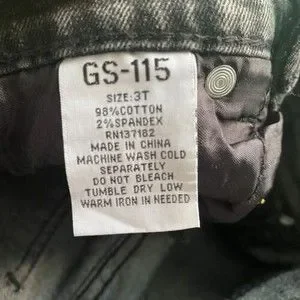 GS-115
SIZE:3T
98%COTTON
2%SPANDEX
RN137182
MADE IN CHINA
MACHINE WASH COLD
SEPARATELY
DO NOT BLEACH
TUMBLE DRY LOW
WARM IRON IN NEEDED